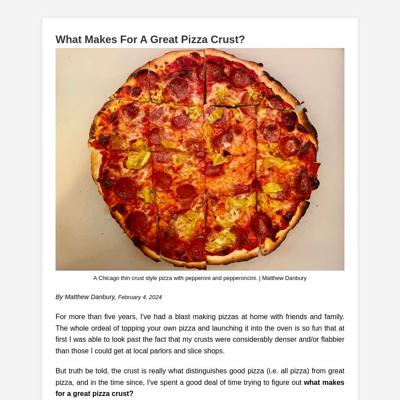 What Makes For A Great Pizza Crust?
A Chicago thin crust style pizza with pepperoni and pepperoncini. | Matthew Danbury
By Matthew Danbury, February 4, 2024
For more than five years, I've had a blast making pizzas at home with friends and family.
The whole ordeal of topping your own pizza and launching it into the oven is so fun that at
first I was able to look past the fact that my crusts were considerably denser and/or flabbier
than those I could get at local parlors and slice shops.
But truth be told, the crust is really what distinguishes good pizza (i.e. all pizza) from great
pizza, and in the time since, I've spent a good deal of time trying to figure out what makes
for a great pizza crust?